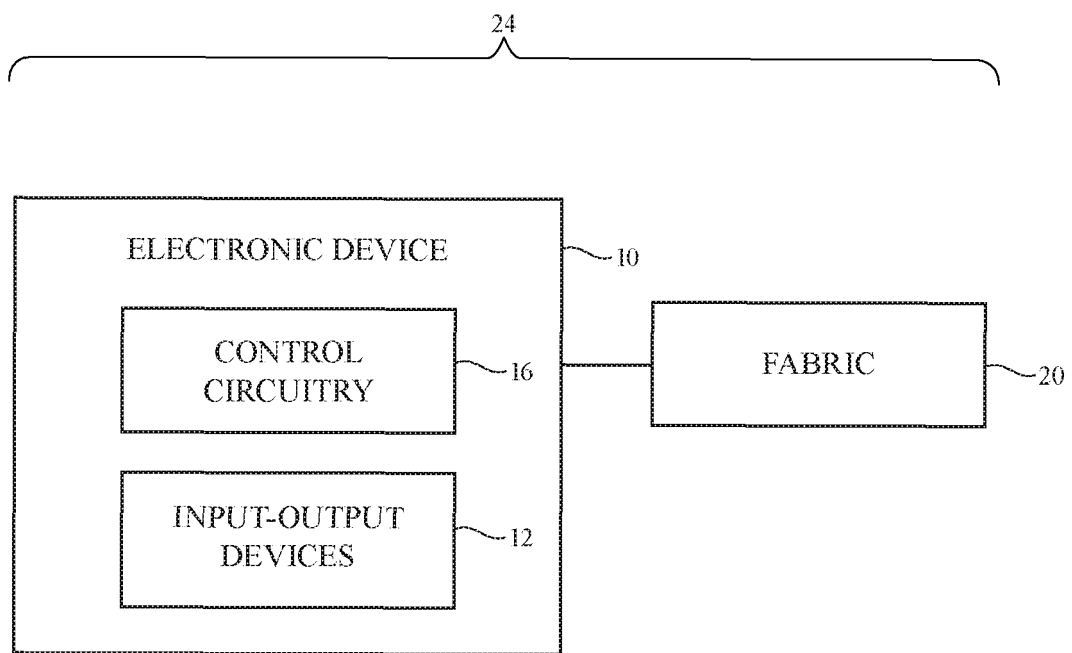 24
ELECTRONIC DEVICE
10
CONTROL
CIRCUITRY
16
FABRIC
20
INPUT-OUTPUT
DEVICES
12